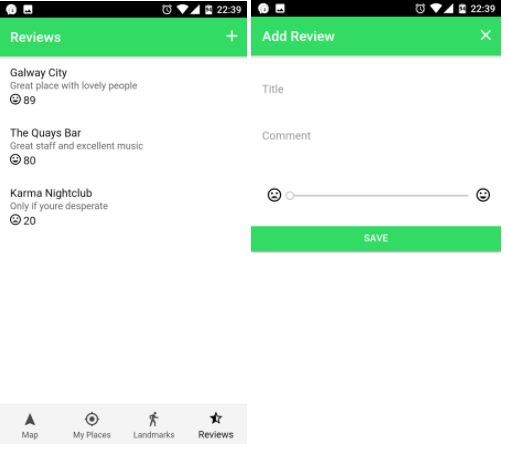 22:39
Reviews
Galway City
Great place with lovely people
89
The Quays Bar
Great staff and excellent music
80
Karma Nightclub
Only if youre desperate
20
Map
My Places
Landmarks
Reviews
22:39
Add Review
Title
Comment
SAVE